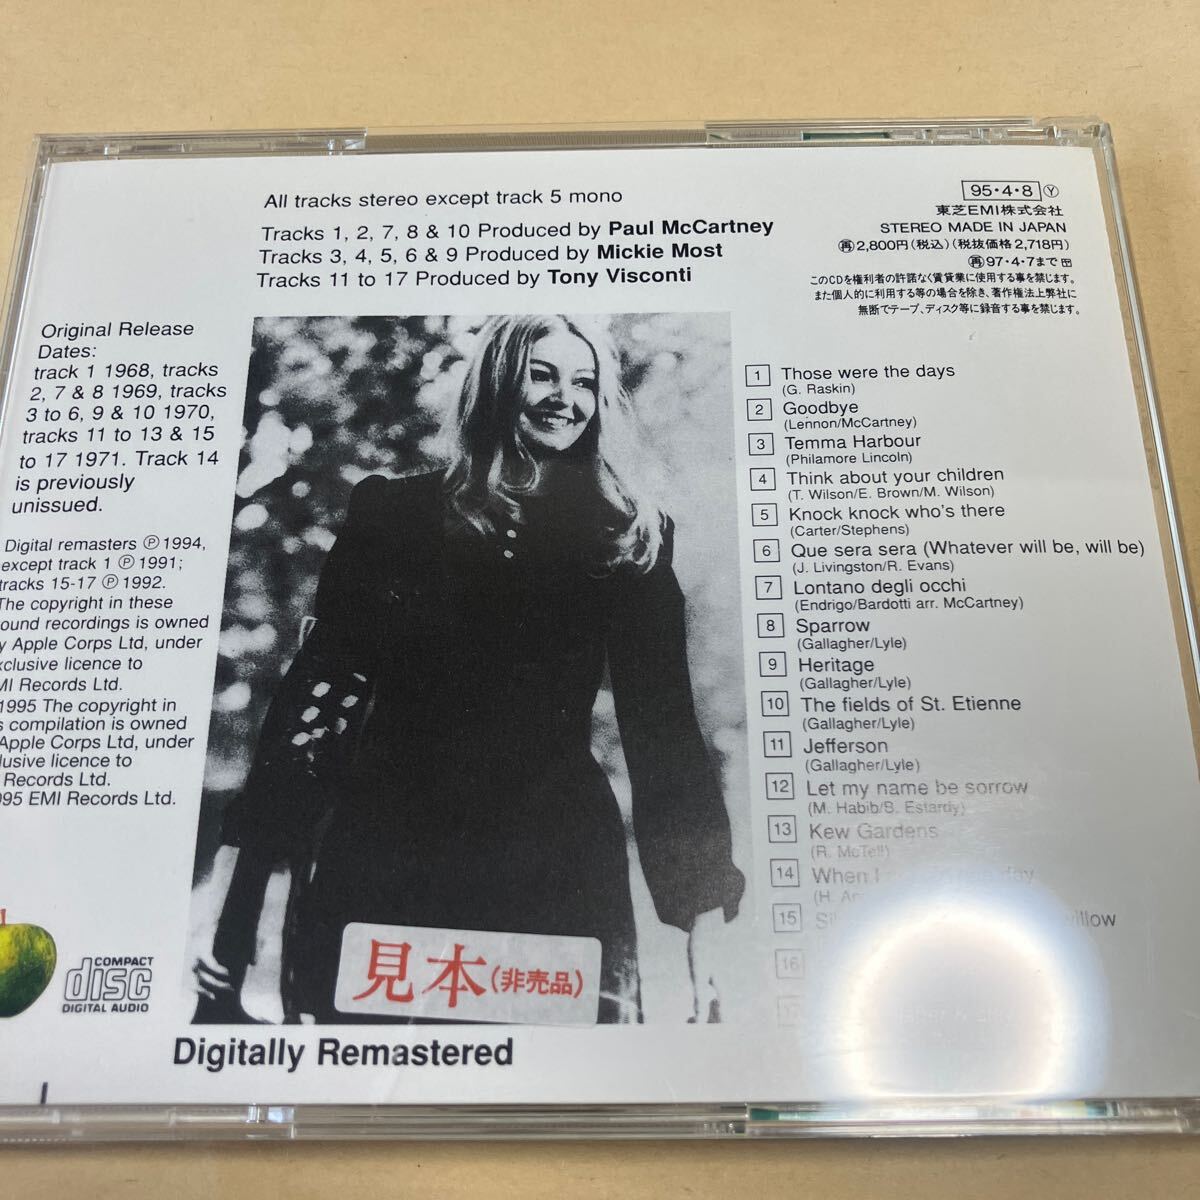 All tracks stereo except track 5 mono
Tracks 1, 2, 7, 8 & 10 Produced by Paul McCartney
Tracks 3, 4, 5, 6 & 9 Produced by Mickie Most
Tracks 11 to 17 Produced by Tony Visconti
95・4・8 Ⓨ
東芝EMI株式会社
STEREO MADE IN JAPAN
㊢2,800円(税込)(税抜価格2,718円)
㊢97・4・7まで
このCDを権利者の許諾なく賃貸業に使用する事を禁じます。
また個人的に利用する等の場合を除き、著作権法上弊社に
無断でテープ、ディスク等に録音する事を禁じます。
Original Release
Dates:
track 1 1968, tracks
2, 7 & 8 1969, tracks
3 to 6, 9 & 10 1970,
tracks 11 to 13 & 15
to 17 1971. Track 14
is previously
unissued.
Digital remasters ℗ 1994,
except track 1 ℗ 1991;
tracks 15-17 ℗ 1992.
The copyright in these
ound recordings is owned
y Apple Corps Ltd, under
xclusive licence to
MI Records Ltd.
1995 The copyright in
s compilation is owned
Apple Corps Ltd, under
lusive licence to
Records Ltd.
95 EMI Records Ltd.
1 Those were the days
(G. Raskin)
2 Goodbye
(Lennon/McCartney)
3 Temma Harbour
(Philamore Lincoln)
4 Think about your children
(T. Wilson/E. Brown/M. Wilson)
5 Knock knock who's there
(Carter/Stephens)
6 Que sera sera (Whatever will be, will be)
(J. Livingston/R. Evans)
7 Lontano degli occhi
(Endrigo/Bardotti arr. McCartney)
8 Sparrow
(Gallagher/Lyle)
9 Heritage
(Gallagher/Lyle)
10 The fields of St. Etienne
(Gallagher/Lyle)
11 Jefferson
(Gallagher/Lyle)
12 Let my name be sorrow
(M. Habib/B. Estardy)
13 Kew Gardens
(R. McTell)
14 When I day
(H.
15 willow
16
17
見本(非売品)
COMPACT
disc
DIGITAL AUDIO
Digitally Remastered